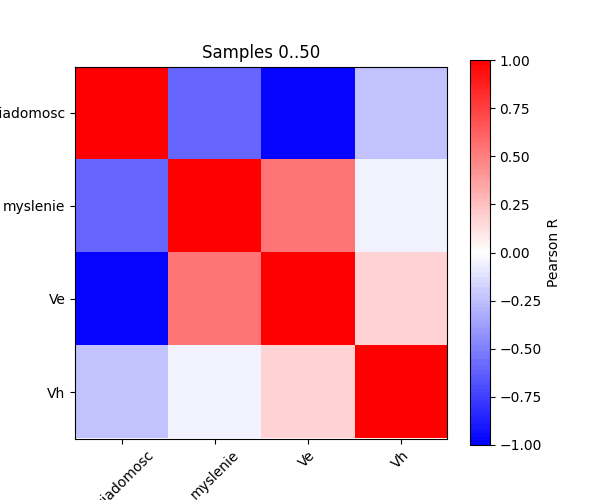 Samples 0..50
iadomosc
myslenie
Ve
Vh
iadomosc
myslenie
Ve
Vh
1.00
0.75
0.50
0.25
0.00
−0.25
−0.50
−0.75
−1.00
Pearson R